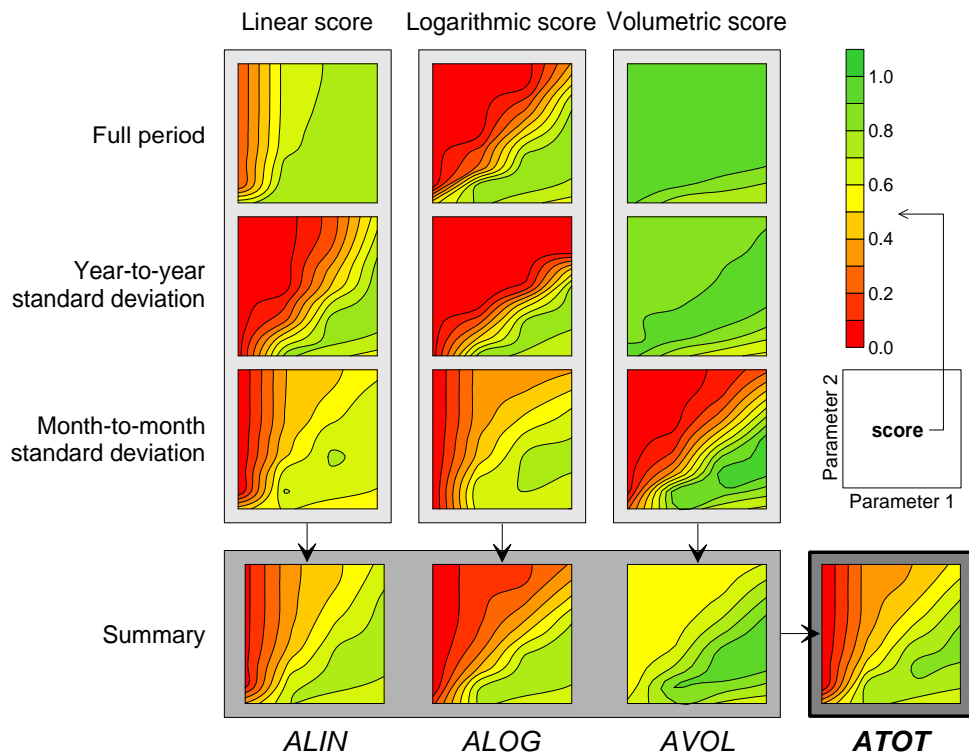 Linear score
Logarithmic score
Volumetric score
Full period
Year-to-year
standard deviation
Month-to-month
standard deviation
1.0
0.8
0.6
0.4
0.2
0.0
Parameter 2
score
Parameter 1
Summary
ALIN
ALOG
AVOL
ATOT